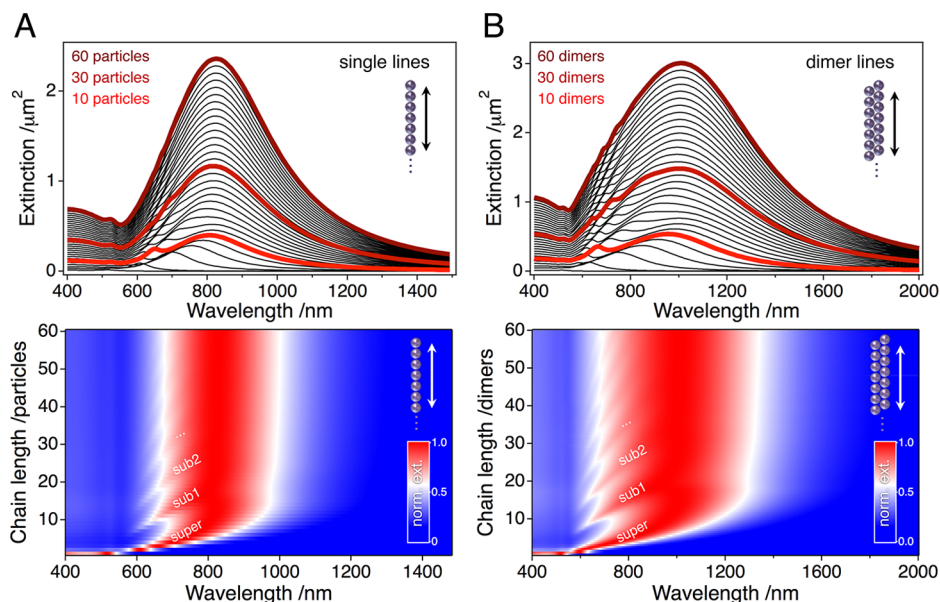 A
60 particles
30 particles
10 particles
single lines
Extinction /μm²
2
1
0
400
600
800
1000
1200
1400
Wavelength /nm
B
60 dimers
30 dimers
10 dimers
dimer lines
Extinction /μm²
3
2
1
0
400
800
1200
1600
2000
Wavelength /nm
Chain length /particles
60
50
40
30
20
10
...
sub2
sub1
super
norm. ext.
1.0
0.5
0
400
600
800
1000
1200
1400
Wavelength /nm
Chain length /dimers
60
50
40
30
20
10
...
sub2
sub1
super
norm. ext.
1.0
0.5
0
400
800
1200
1600
2000
Wavelength /nm